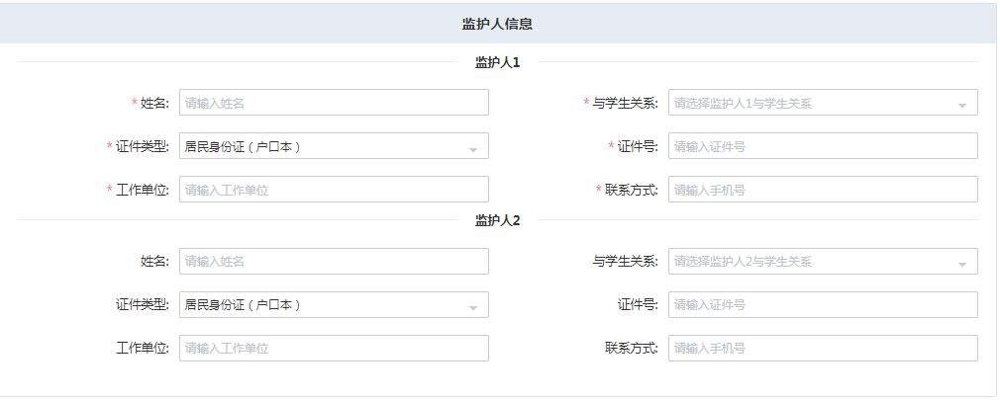 监护人信息
监护人1
* 姓名: 请输入姓名 * 与学生关系: 请选择监护人1与学生关系
* 证件类型: 居民身份证（户口本） * 证件号: 请输入证件号
* 工作单位: 请输入工作单位 * 联系方式: 请输入手机号
监护人2
姓名: 请输入姓名 与学生关系: 请选择监护人2与学生关系
证件类型: 居民身份证（户口本） 证件号: 请输入证件号
工作单位: 请输入工作单位 联系方式: 请输入手机号